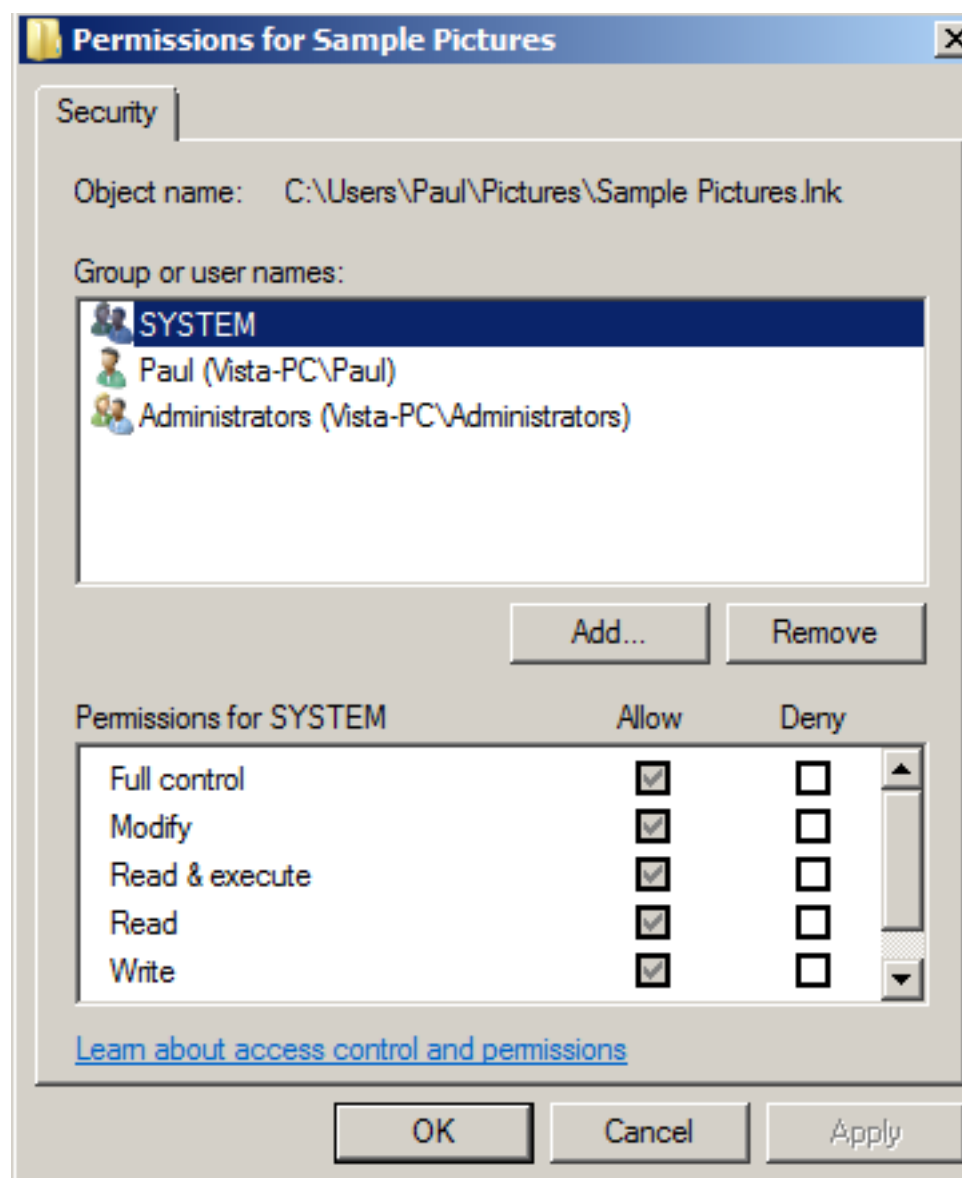 Permissions for Sample Pictures
Security
Object name: C:\Users\Paul\Pictures\Sample Pictures.lnk
Group or user names:
SYSTEM
Paul (Vista-PC\Paul)
Administrators (Vista-PC\Administrators)
Add... Remove
Permissions for SYSTEM Allow Deny
Full control
Modify
Read & execute
Read
Write
Learn about access control and permissions
OK Cancel Apply